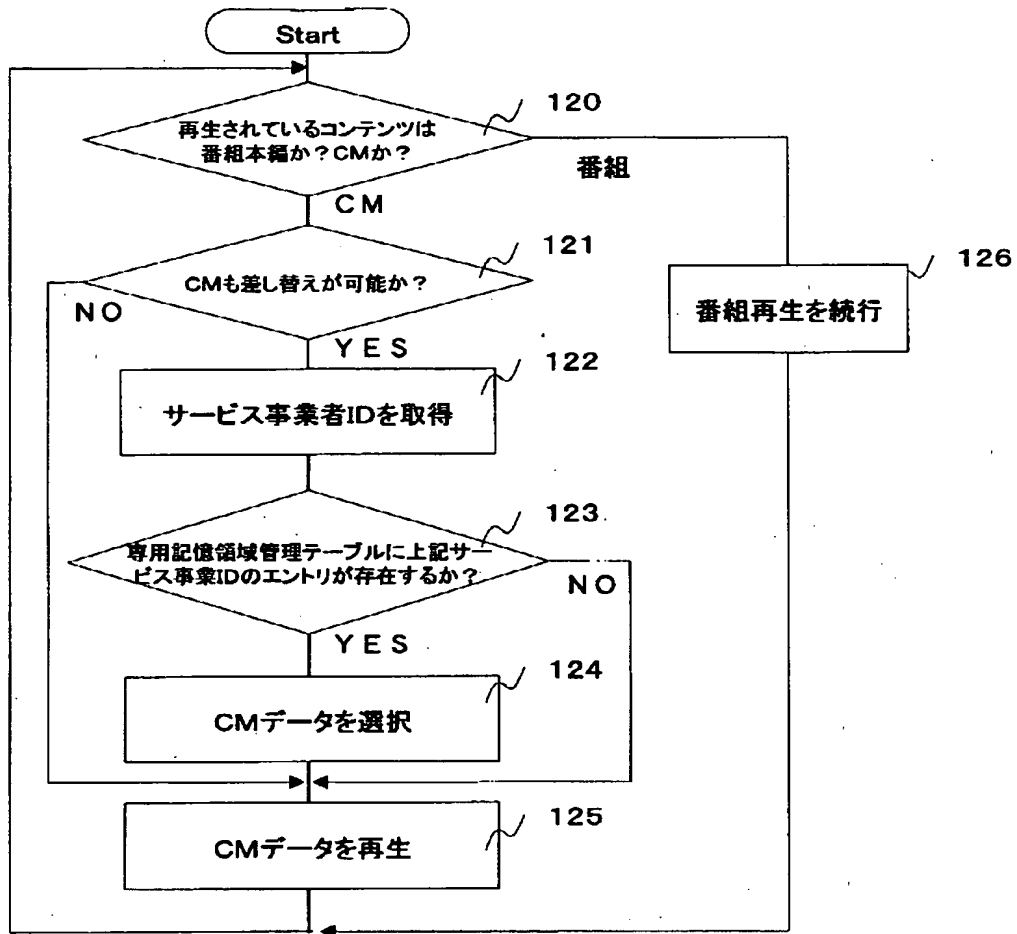 Start
120
再生されているコンテンツは
番組本編か？CMか？
番組
CM
121
CMも差し替えが可能か？
NO
126
番組再生を続行
YES
122
サービス事業者IDを取得
123
専用記憶領域管理テーブルに上記サー
ビス事業IDのエントリが存在するか？
NO
YES
124
CMデータを選択
125
CMデータを再生